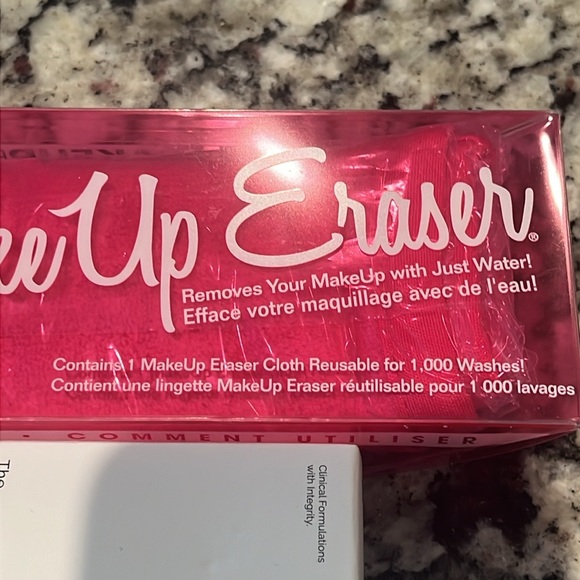 Up Eraser®
Removes Your MakeUp with Just Water!
Efface votre maquillage avec de l'eau!
Contains 1 MakeUp Eraser Cloth Reusable for 1,000 Washes!
Contient une lingette MakeUp Eraser réutilisable pour 1 000 lavages
• COMMENT UTILISER
The
Clinical Formulations
with Integrity.